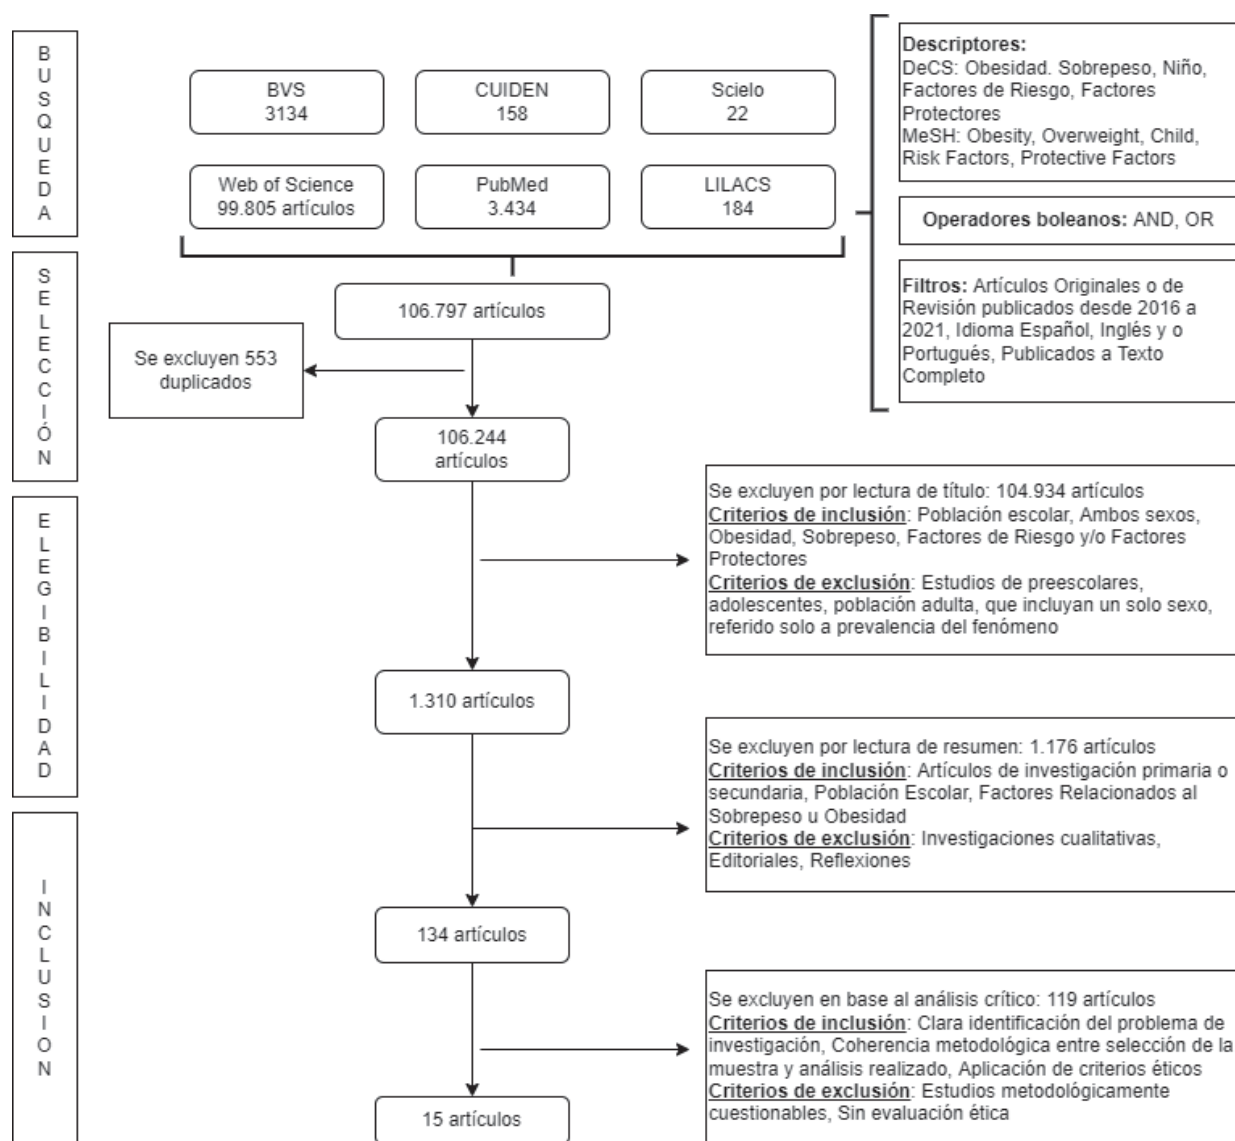 BUSQUEDA
BVS
3134
CUIDEN
158
Scielo
22
Web of Science
99.805 artículos
PubMed
3.434
LILACS
184
Descriptores:
DeCS: Obesidad. Sobrepeso, Niño,
Factores de Riesgo, Factores
Protectores
MeSH: Obesity, Overweight, Child,
Risk Factors, Protective Factors
Operadores boleanos: AND, OR
Filtros: Artículos Originales o de
Revisión publicados desde 2016 a
2021, Idioma Español, Inglés y o
Portugués, Publicados a Texto
Completo
SELECCIÓN
106.797 artículos
Se excluyen 553
duplicados
106.244
artículos
ELEGIBILIDAD
Se excluyen por lectura de título: 104.934 artículos
Criterios de inclusión: Población escolar, Ambos sexos,
Obesidad, Sobrepeso, Factores de Riesgo y/o Factores
Protectores
Criterios de exclusión: Estudios de preescolares,
adolescentes, población adulta, que incluyan un solo sexo,
referido solo a prevalencia del fenómeno
1.310 artículos
Se excluyen por lectura de resumen: 1.176 artículos
Criterios de inclusión: Artículos de investigación primaria o
secundaria, Población Escolar, Factores Relacionados al
Sobrepeso u Obesidad
Criterios de exclusión: Investigaciones cualitativas,
Editoriales, Reflexiones
INCLUSION
134 artículos
Se excluyen en base al análisis crítico: 119 artículos
Criterios de inclusión: Clara identificación del problema de
investigación, Coherencia metodológica entre selección de la
muestra y análisis realizado, Aplicación de criterios éticos
Criterios de exclusión: Estudios metodológicamente
cuestionables, Sin evaluación ética
15 artículos